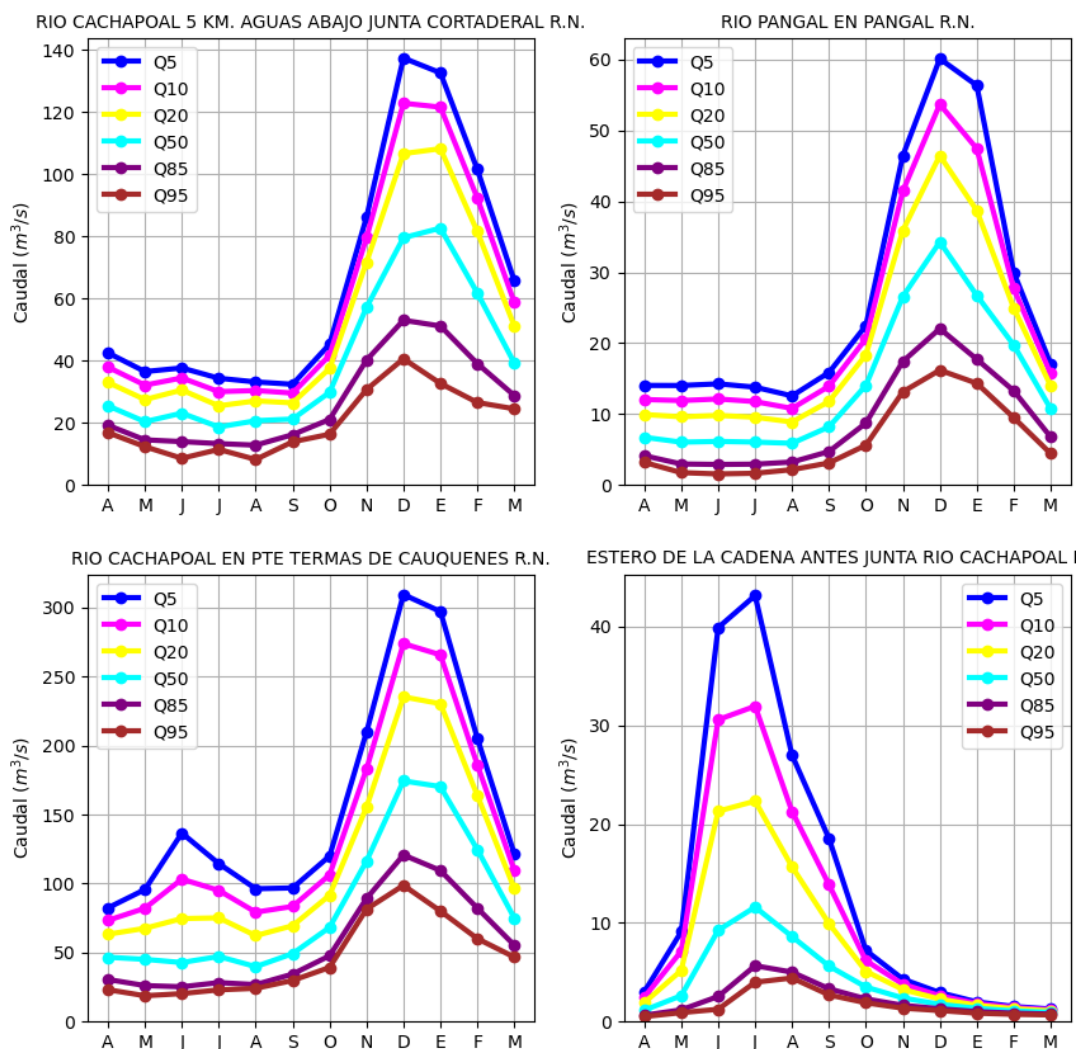 RIO CACHAPOAL 5 KM. AGUAS ABAJO JUNTA CORTADERAL R.N.
140
120
100
80
60
40
20
0
Caudal (m³/s)
Q5
Q10
Q20
Q50
Q85
Q95
A M J J A S O N D E F M
RIO PANGAL EN PANGAL R.N.
60
50
40
30
20
10
0
Caudal (m³/s)
Q5
Q10
Q20
Q50
Q85
Q95
A M J J A S O N D E F M
RIO CACHAPOAL EN PTE TERMAS DE CAUQUENES R.N.
300
250
200
150
100
50
0
Caudal (m³/s)
Q5
Q10
Q20
Q50
Q85
Q95
A M J J A S O N D E F M
ESTERO DE LA CADENA ANTES JUNTA RIO CACHAPOAL
40
30
20
10
0
Caudal (m³/s)
Q5
Q10
Q20
Q50
Q85
Q95
A M J J A S O N D E F M